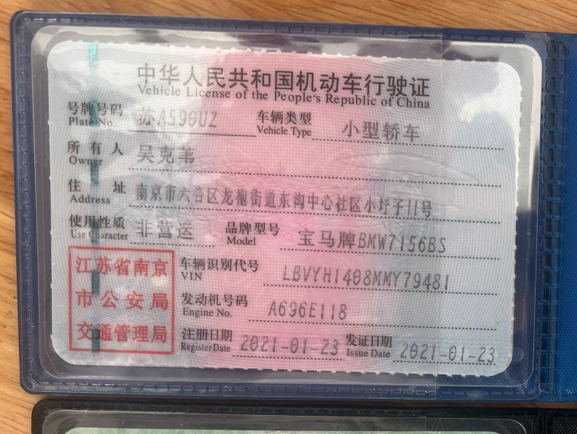 中华人民共和国机动车行驶证
Vehicle License of the People's Republic of China
号牌号码 苏A590UZ 车辆类型 小型轿车
Plate No. Vehicle Type
所有人 吴克苇
Owner
住址 南京市六合区龙袍街道东沟中心社区小圩子11号
Address
使用性质 非营运 品牌型号 宝马牌BMW7156BS
Use Character Model
江苏省南京 车辆识别代号 LBVYH1408MMY79481
VIN
市公安局 发动机号码 A696E118
Engine No.
交通管理局 注册日期 2021-01-23 发证日期 2021-01-23
Register Date Issue Date